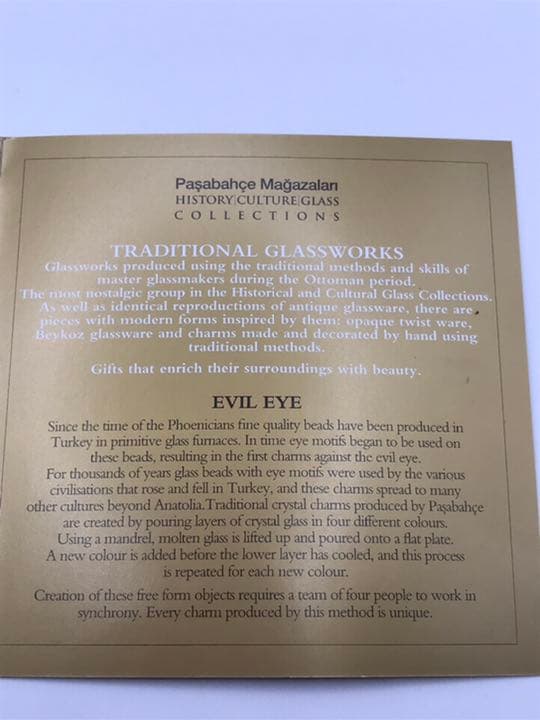 Paşabahçe Mağazaları
HISTORY|CULTURE|GLASS
COLLECTIONS
TRADITIONAL GLASSWORKS
Glassworks produced using the traditional methods and skills of
master glassmakers during the Ottoman period.
The most nostalgic group in the Historical and Cultural Glass Collections.
As well as identical reproductions of antique glassware, there are
pieces with modern forms inspired by them: opaque twist ware,
Beykoz glassware and charms made and decorated by hand using
traditional methods.
Gifts that enrich their surroundings with beauty.
EVIL EYE
Since the time of the Phoenicians fine quality beads have been produced in
Turkey in primitive glass furnaces. In time eye motifs began to be used on
these beads, resulting in the first charms against the evil eye.
For thousands of years glass beads with eye motifs were used by the various
civilisations that rose and fell in Turkey, and these charms spread to many
other cultures beyond Anatolia.Traditional crystal charms produced by Paşabahçe
are created by pouring layers of crystal glass in four different colours.
Using a mandrel, molten glass is lifted up and poured onto a flat plate.
A new colour is added before the lower layer has cooled, and this process
is repeated for each new colour.
Creation of these free form objects requires a team of four people to work in
synchrony. Every charm produced by this method is unique.